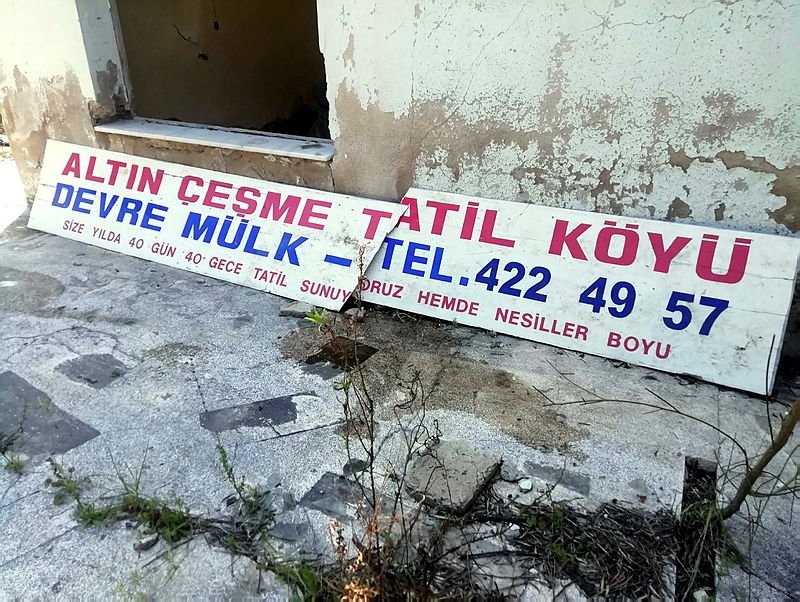 ALTIN ÇEŞME TATİL KÖYÜ
DEVRE MÜLK – TEL. 422 49 57
SİZE YILDA 40 GÜN 40 GECE TATİL SUNUYORUZ HEMDE NESİLLER BOYU